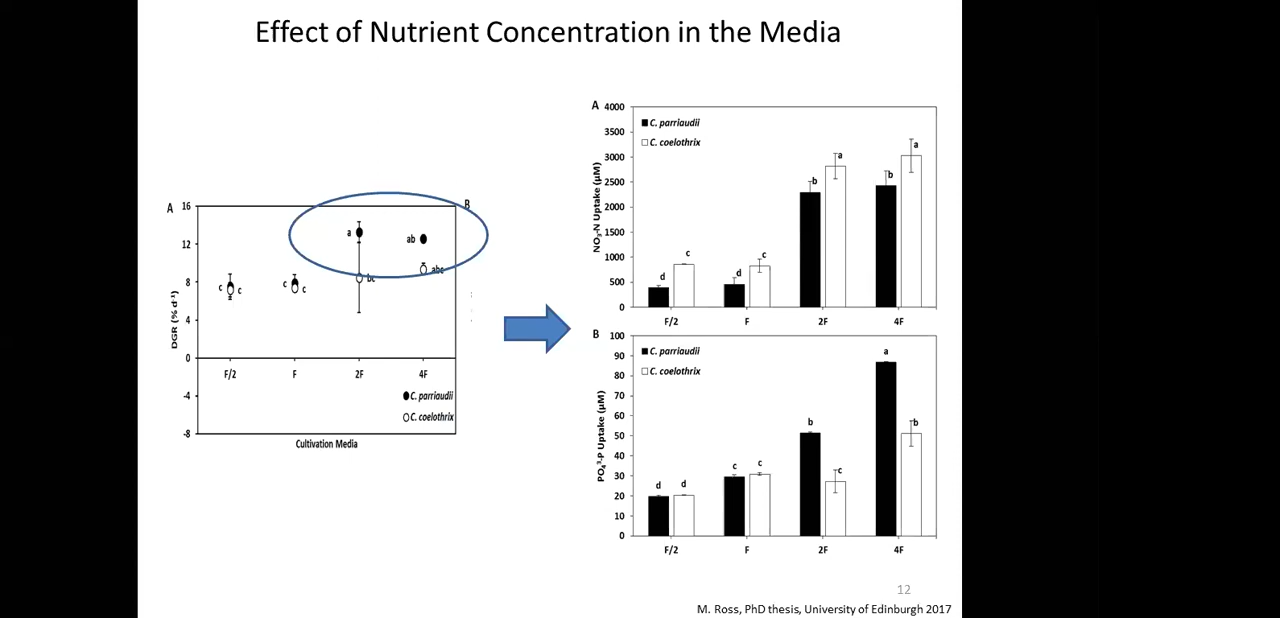 Effect of Nutrient Concentration in the Media
A
B
16
12
8
4
0
-4
-8
DGR (% d⁻¹)
a
ab
c
c
c
c
bc
abc
F/2
F
2F
4F
C. parriaudii
C. coelothrix
Cultivation Media
A
4000
3500
3000
2500
2000
1500
1000
500
0
NO₃-N Uptake (µM)
C. parriaudii
C. coelothrix
d
c
d
c
b
a
b
a
F/2
F
2F
4F
B
100
90
80
70
60
50
40
30
20
10
0
PO₄³-P Uptake (µM)
C. parriaudii
C. coelothrix
d
d
c
c
b
c
a
b
F/2
F
2F
4F
12
M. Ross, PhD thesis, University of Edinburgh 2017